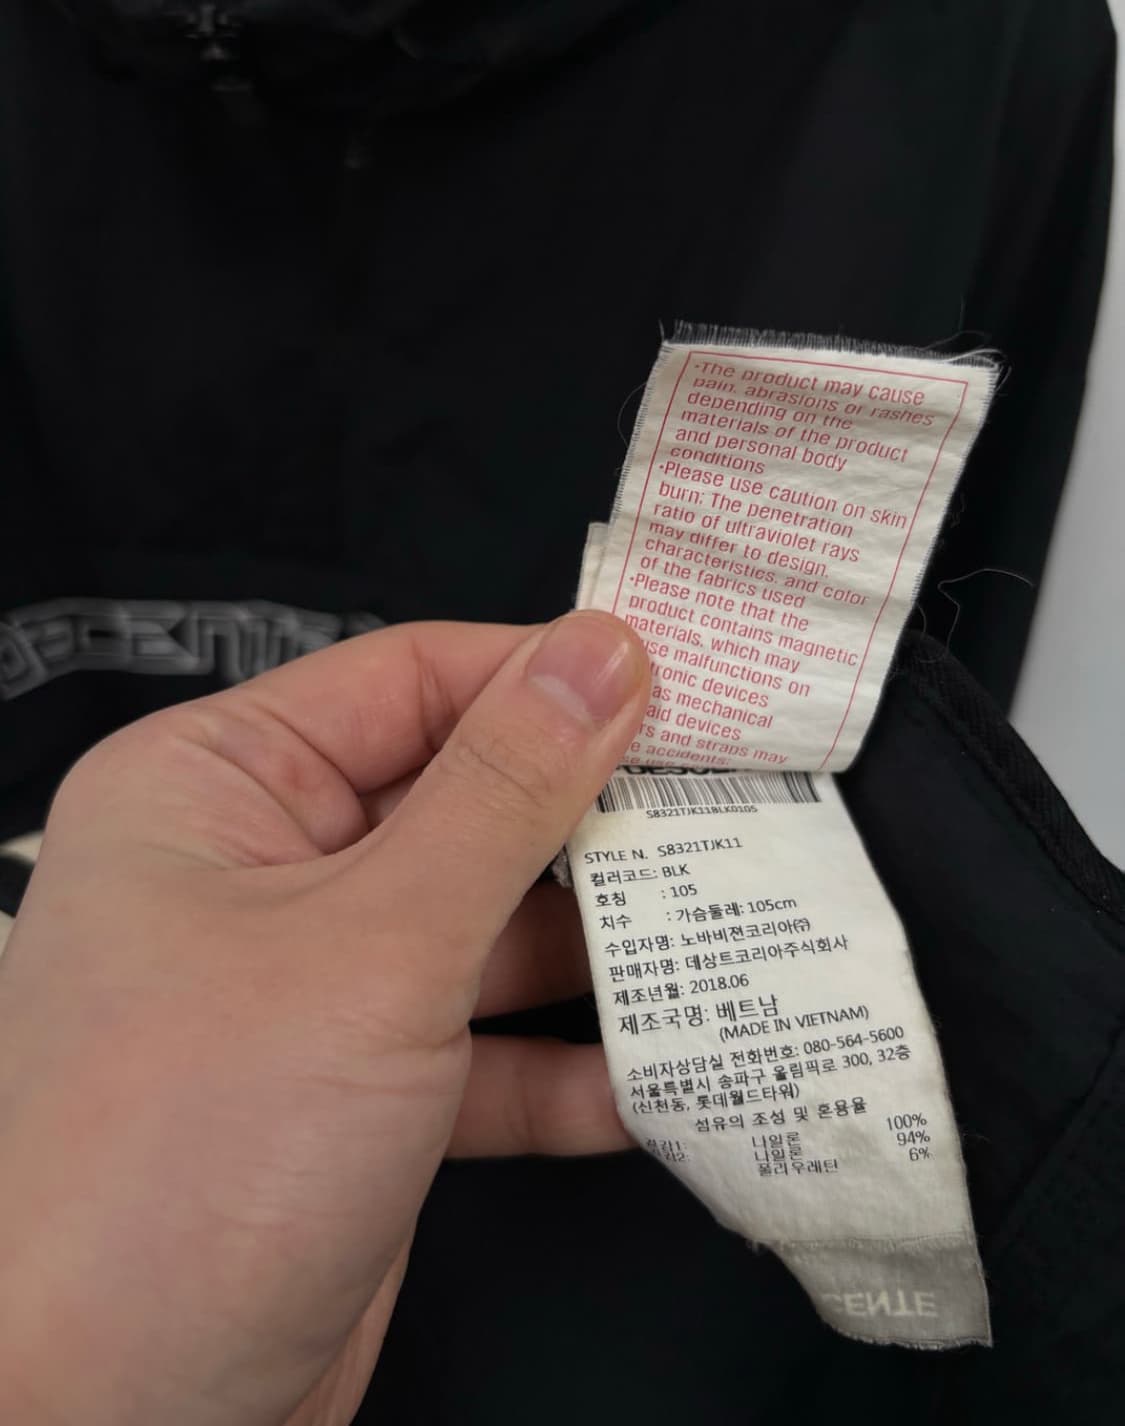 •The product may cause
pain, abrasions or rashes
depending on the
materials of the product
and personal body
conditions
•Please use caution on skin
burn: The penetration
ratio of ultraviolet rays
may differ to design,
characteristics, and color
of the fabrics used
•Please note that the
product contains magnetic
materials, which may
use malfunctions on
tronic devices
as mechanical
aid devices
rs and straps may
e accidents:
S8321TJK11BLK0105
STYLE N. S8321TJK11
컬러코드: BLK
호칭 : 105
치수 : 가슴둘레: 105cm
수입자명: 노바비젼코리아㈜
판매자명: 데상트코리아주식회사
제조년월: 2018.06
제조국명: 베트남
(MADE IN VIETNAM)
소비자상담실 전화번호: 080-564-5600
서울특별시 송파구 올림픽로 300, 32층
(신천동, 롯데월드타워)
섬유의 조성 및 혼용율
겉감1: 나일론 100%
겉감2: 나일론 94%
폴리우레탄 6%
CENTE